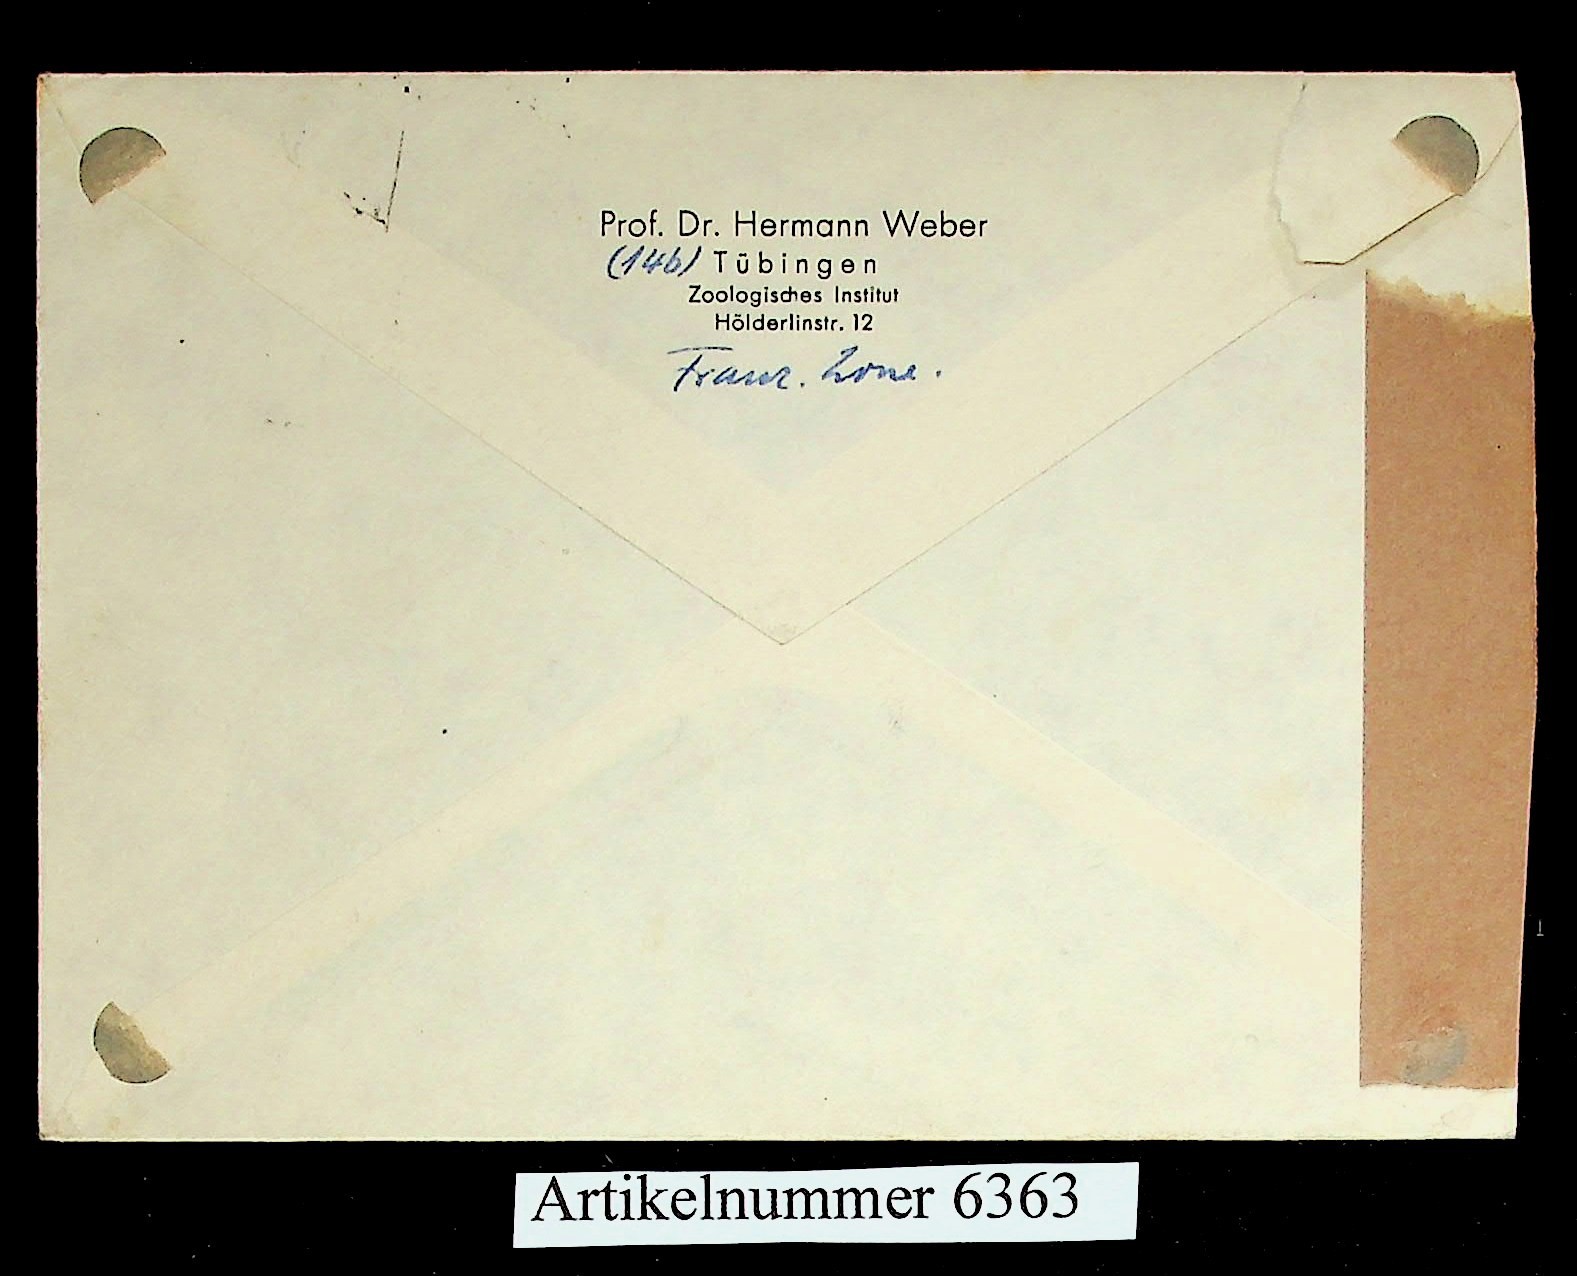 Prof. Dr. Hermann Weber
(14b) Tübingen
Zoologisches Institut
Hölderlinstr. 12
Franz. Zone.
Artikelnummer 6363